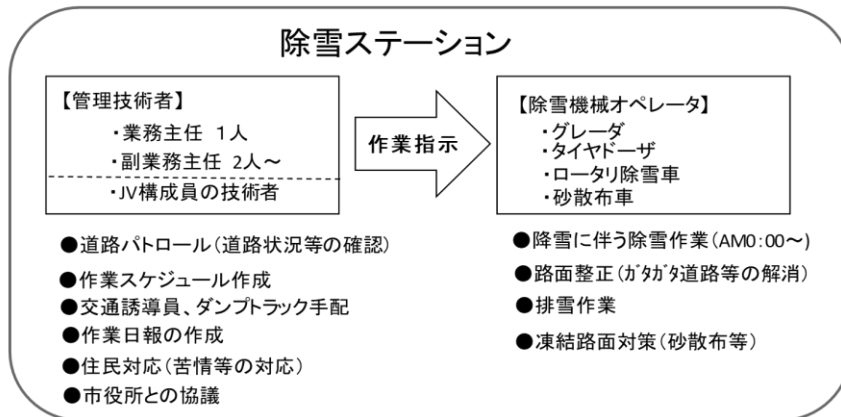 除雪ステーション
【管理技術者】
・業務主任 1人
・副業務主任 2人～
・JV構成員の技術者
作業指示
【除雪機械オペレータ】
・グレーダ
・タイヤドーザ
・ロータリ除雪車
・砂散布車
●道路パトロール(道路状況等の確認)
●作業スケジュール作成
●交通誘導員、ダンプトラック手配
●作業日報の作成
●住民対応(苦情等の対応)
●市役所との協議
●降雪に伴う除雪作業(AM0:00～)
●路面整正(ｶﾞﾀｶﾞﾀ道路等の解消)
●排雪作業
●凍結路面対策(砂散布等)